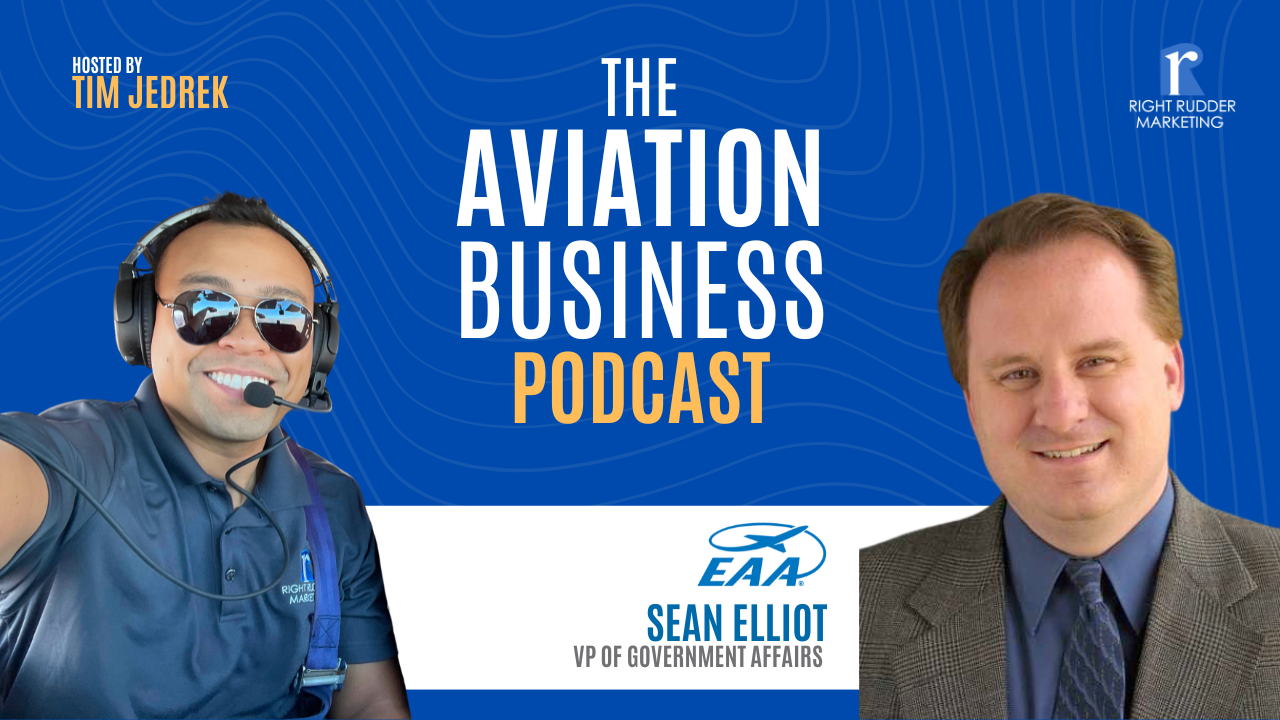 HOSTED BY
TIM JEDREK
THE
AVIATION
BUSINESS
PODCAST
r
RIGHT RUDDER
MARKETING
EAA®
SEAN ELLIOT
VP OF GOVERNMENT AFFAIRS